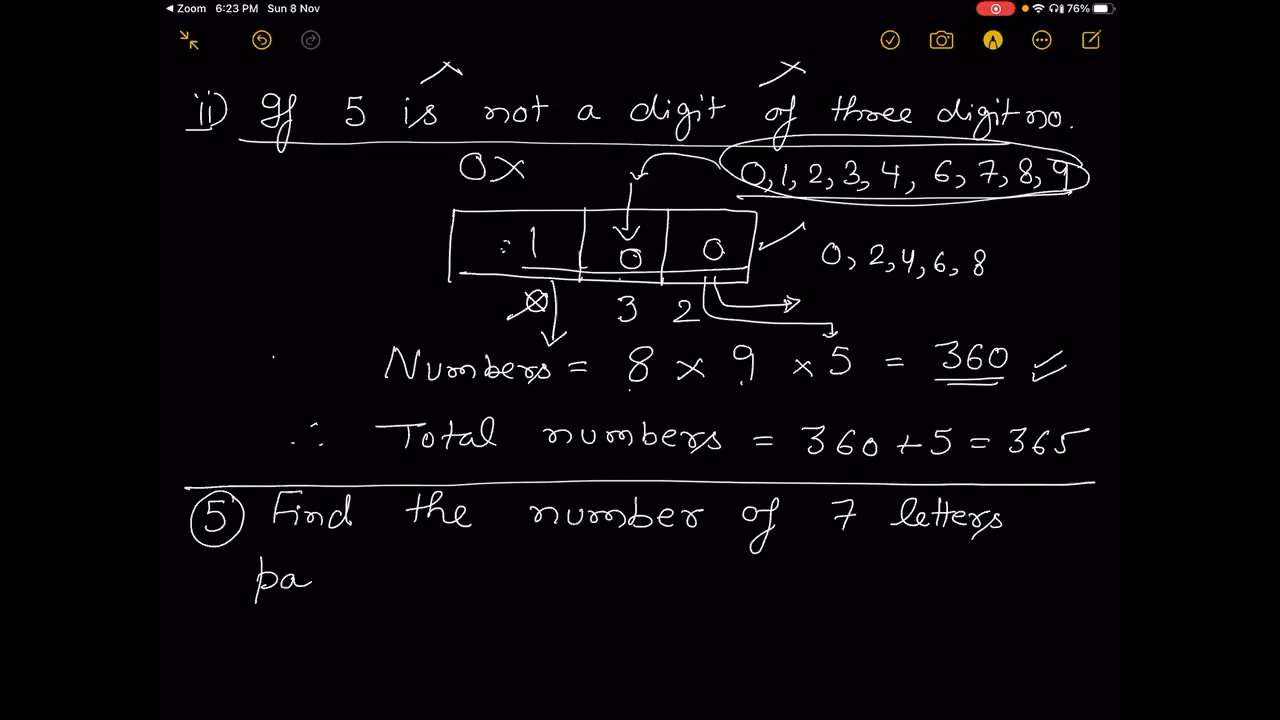 Zoom 6:23 PM Sun 8 Nov 76%
ii) If 5 is not a digit of three digit no.
0 x 0, 1, 2, 3, 4, 6, 7, 8, 9
1 0 0 0, 2, 4, 6, 8
0 3 2
Numbers = 8 × 9 × 5 = 360 ✓
∴ Total numbers = 360 + 5 = 365
5 Find the number of 7 letters
pa